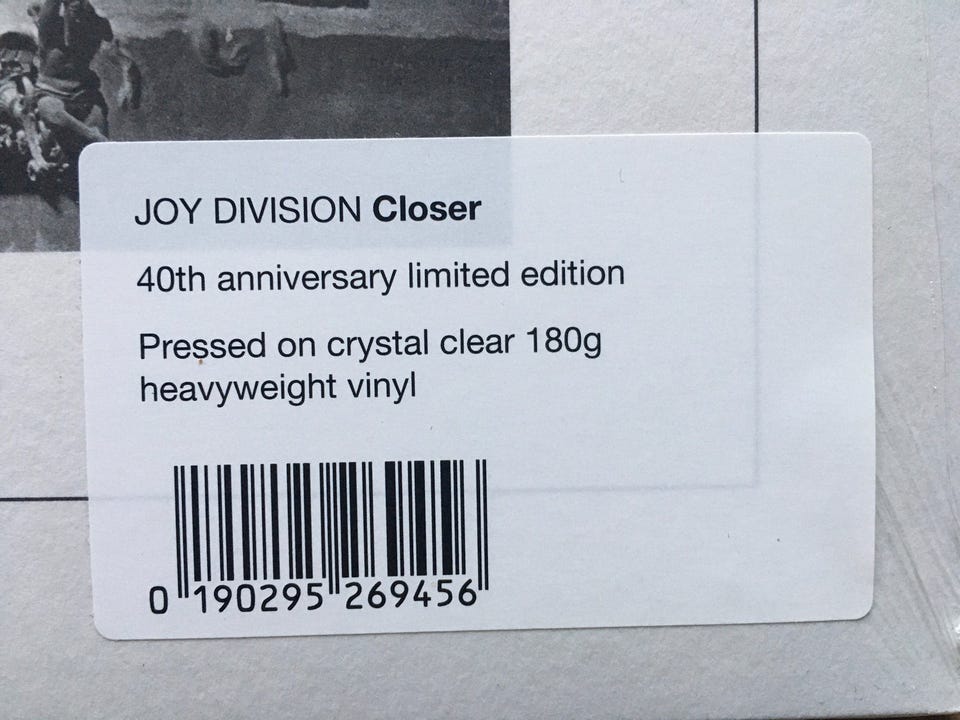 JOY DIVISION Closer
40th anniversary limited edition
Pressed on crystal clear 180g
heavyweight vinyl
0 190295 269456